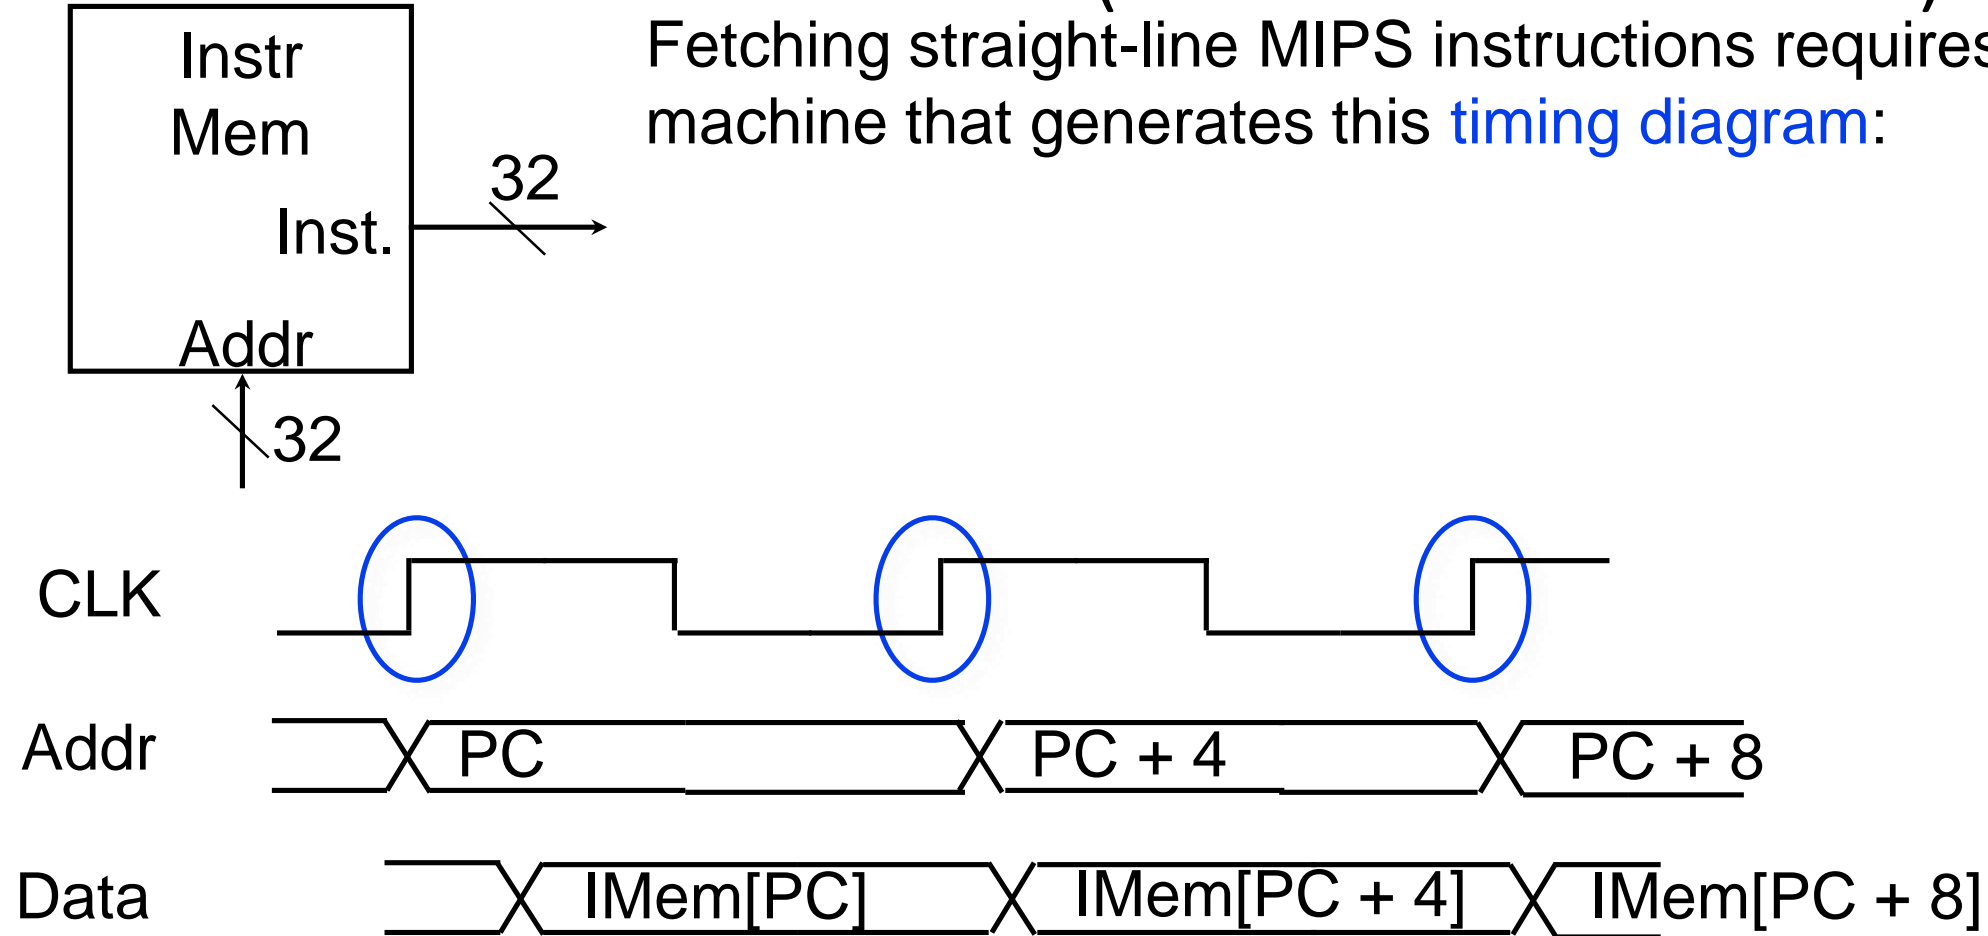 Instr
Mem
Inst.
Addr
32
32
Fetching straight-line MIPS instructions requires
machine that generates this timing diagram:
CLK
Addr
PC
PC + 4
PC + 8
Data
IMem[PC]
IMem[PC + 4]
IMem[PC + 8]